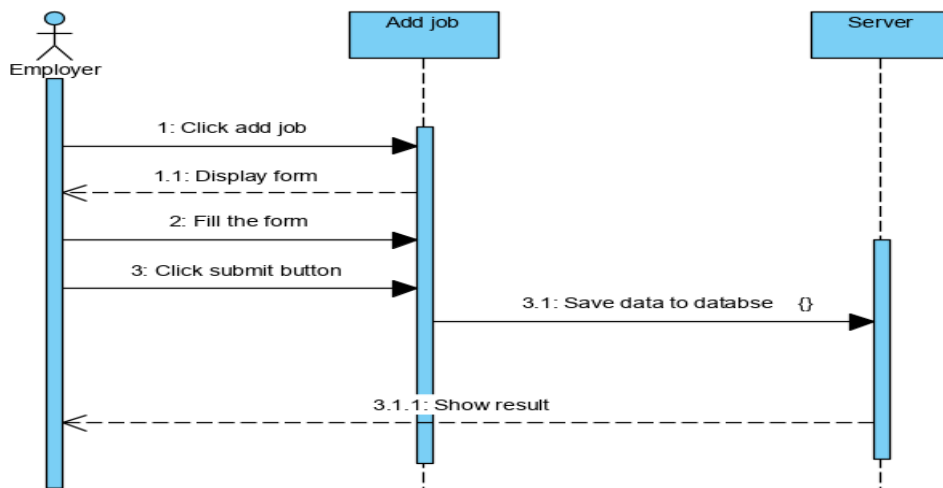 Add job
Server
Employer
1: Click add job
1.1: Display form
2: Fill the form
3: Click submit button
3.1: Save data to databse {}
3.1.1: Show result